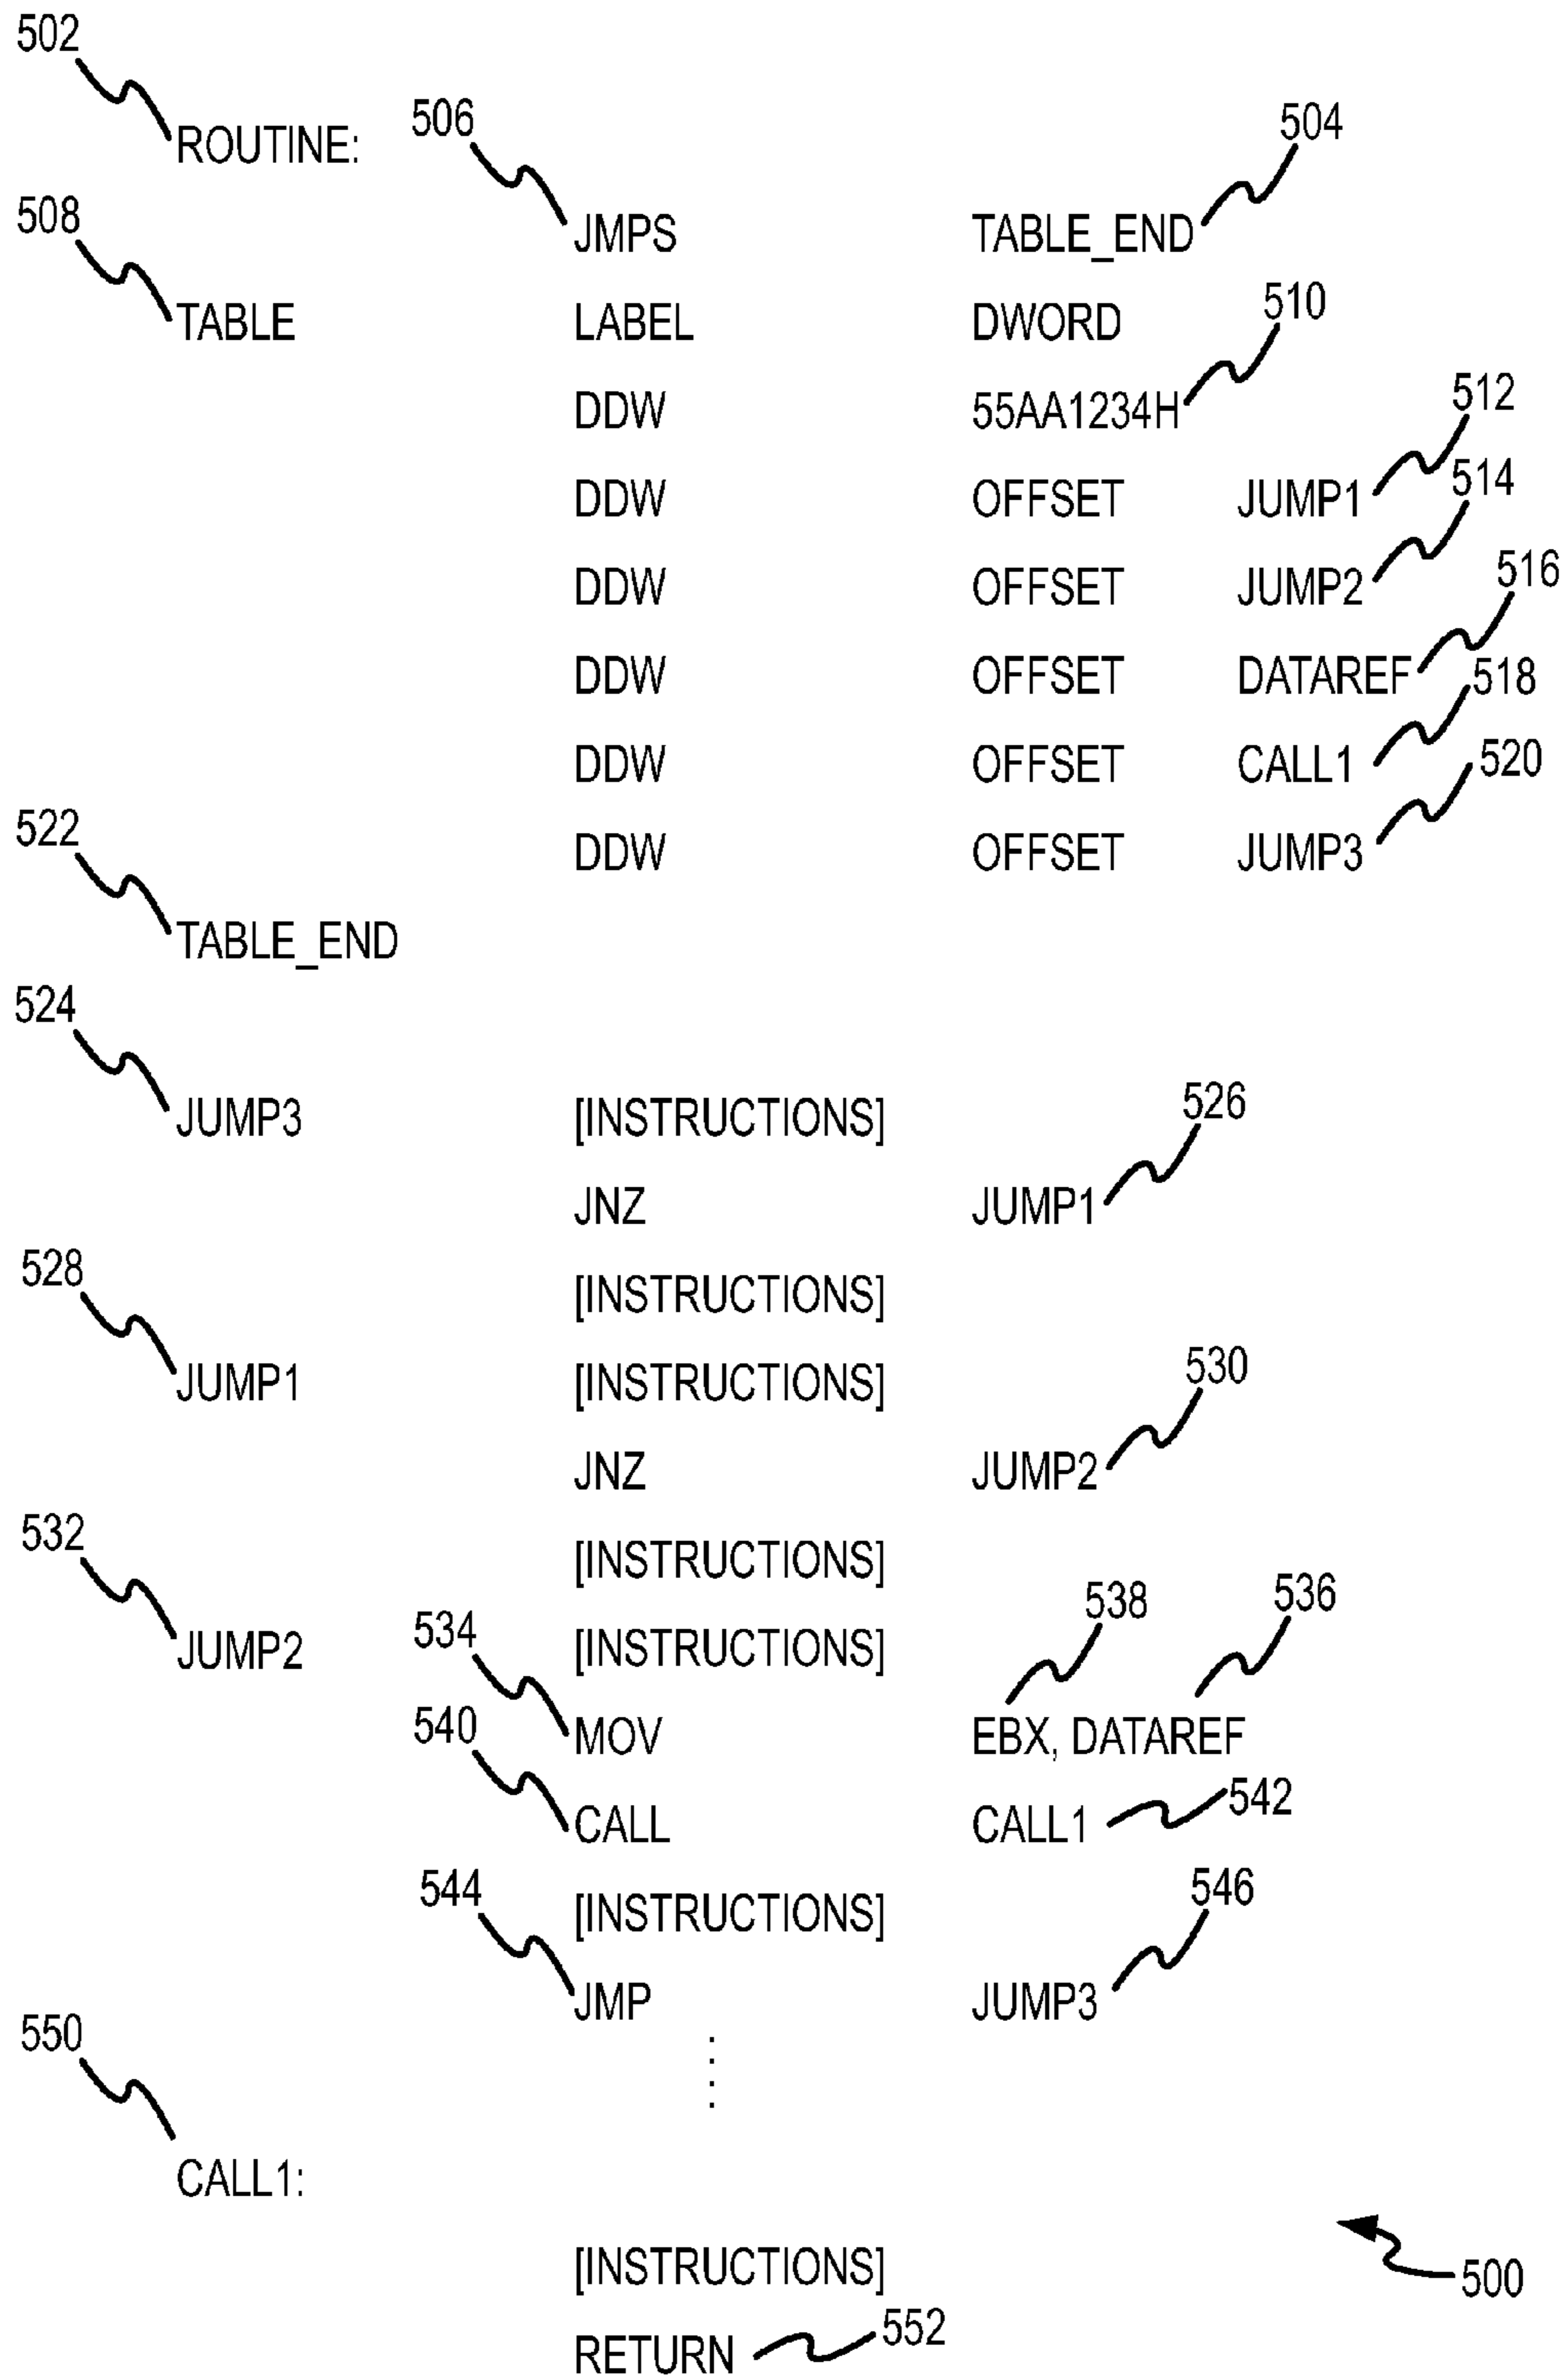 502
506
504
ROUTINE:
508
JMPS TABLE_END
510
TABLE LABEL DWORD
512
DDW 55AA1234H
514
DDW OFFSET JUMP1
516
DDW OFFSET JUMP2
518
DDW OFFSET DATAREF
520
DDW OFFSET CALL1
522
DDW OFFSET JUMP3
TABLE_END
524
526
JUMP3 [INSTRUCTIONS]
JNZ JUMP1
528
[INSTRUCTIONS]
530
JUMP1 [INSTRUCTIONS]
JNZ JUMP2
532
[INSTRUCTIONS]
538 536
534
JUMP2 [INSTRUCTIONS]
540
MOV EBX, DATAREF
542
CALL CALL1
544 546
[INSTRUCTIONS]
JMP JUMP3
550
CALL1:
[INSTRUCTIONS]
500
552
RETURN